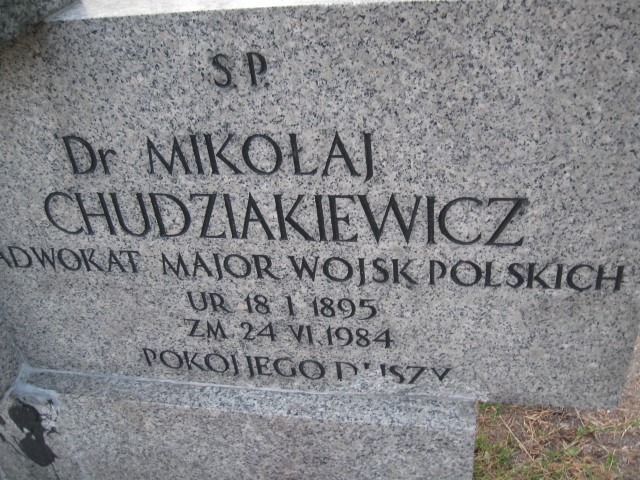 S.P.
Dr MIKOŁAJ
CHUDZIAKIEWICZ
ADWOKAT MAJOR WOJSK POLSKICH
UR 18 I 1895
ZM 24 VI 1984
POKÓJ JEGO DUSZY